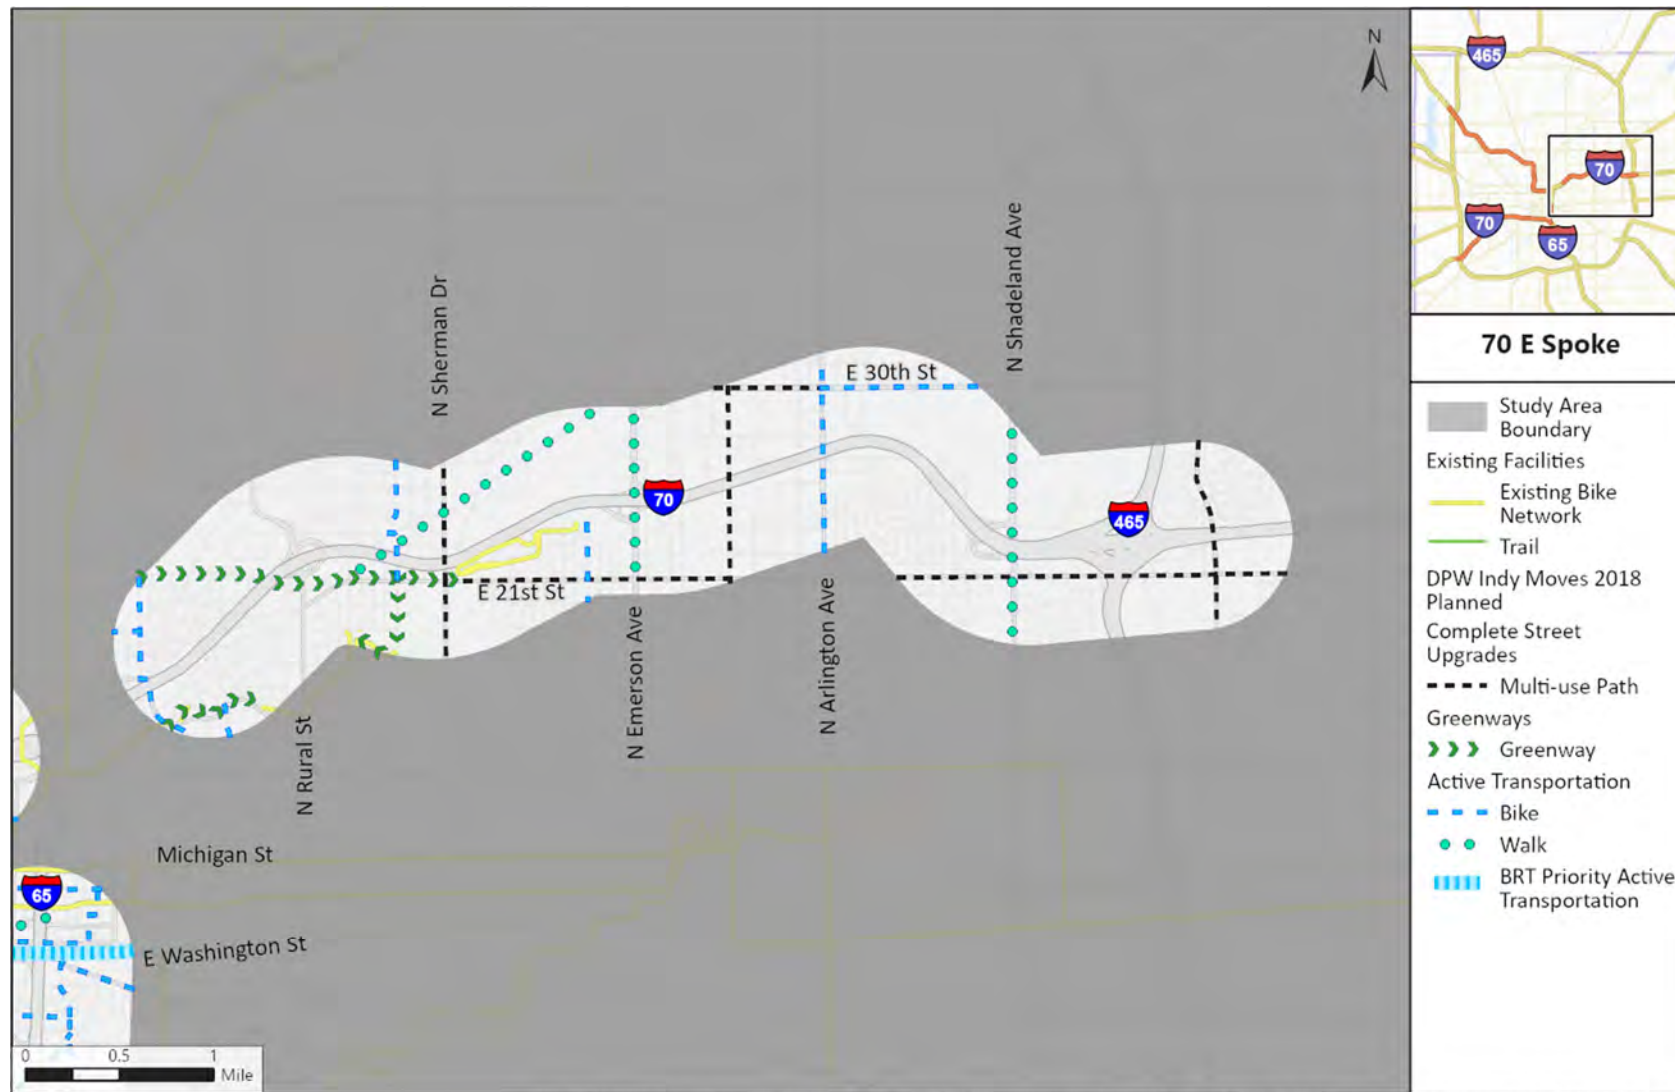 N
N Sherman Dr
N Shadeland Ave
E 30th St
70
465
E 21st St
N Rural St
N Emerson Ave
N Arlington Ave
Michigan St
65
E Washington St
0 0.5 1
Mile
465
70
70
65
70 E Spoke
Study Area
Boundary
Existing Facilities
Existing Bike
Network
Trail
DPW Indy Moves 2018
Planned
Complete Street
Upgrades
Multi-use Path
Greenways
Greenway
Active Transportation
Bike
Walk
BRT Priority Active
Transportation